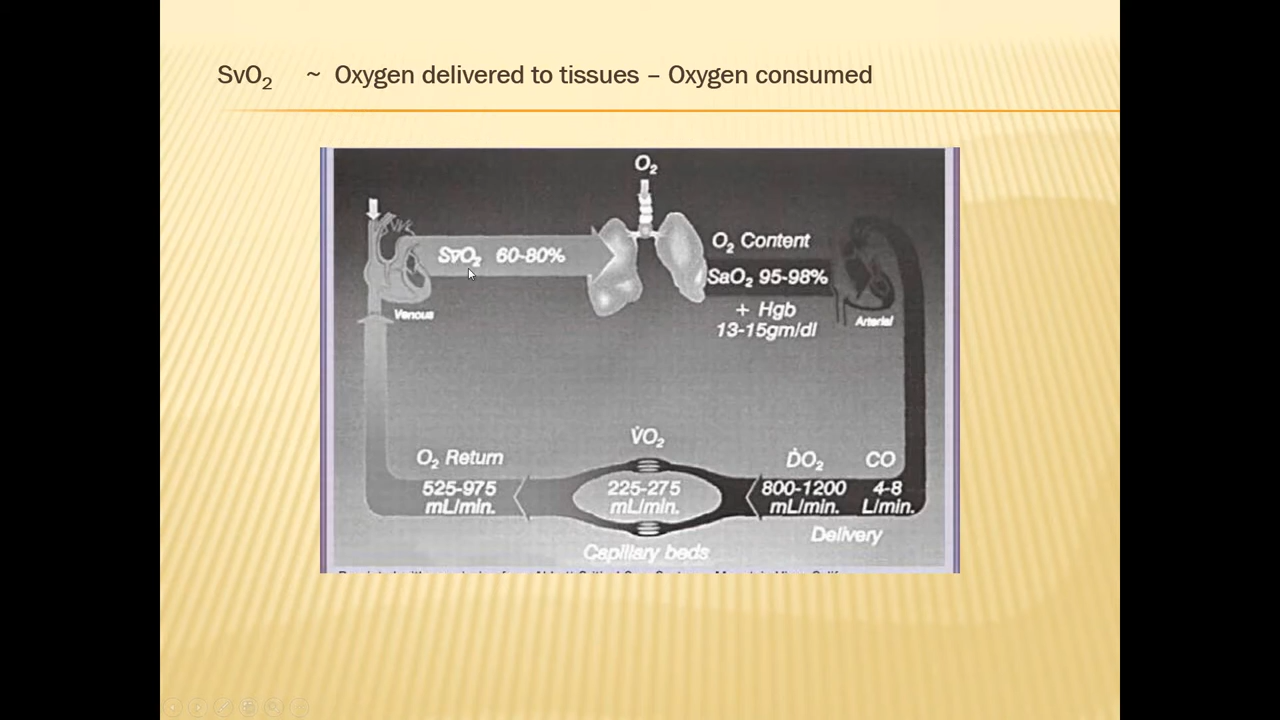 SvO₂ ~ Oxygen delivered to tissues – Oxygen consumed
O₂
SvO₂ 60-80%
Venous
O₂ Content
SaO₂ 95-98%
+ Hgb
13-15gm/dl
Arterial
V̇O₂
O₂ Return
525-975
mL/min.
225-275
mL/min.
Capillary beds
ḊO₂
800-1200
mL/min.
CO
4-8
L/min.
Delivery